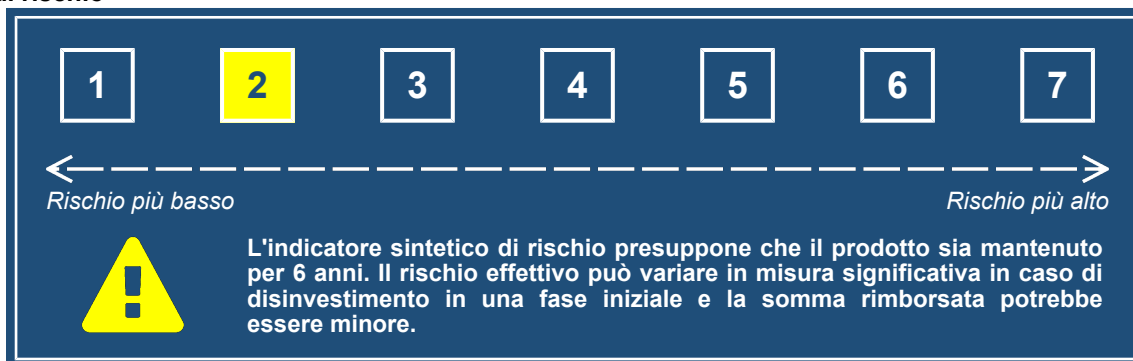 1 2 3 4 5 6 7
Rischio più basso Rischio più alto
L'indicatore sintetico di rischio presuppone che il prodotto sia mantenuto
per 6 anni. Il rischio effettivo può variare in misura significativa in caso di
disinvestimento in una fase iniziale e la somma rimborsata potrebbe
essere minore.